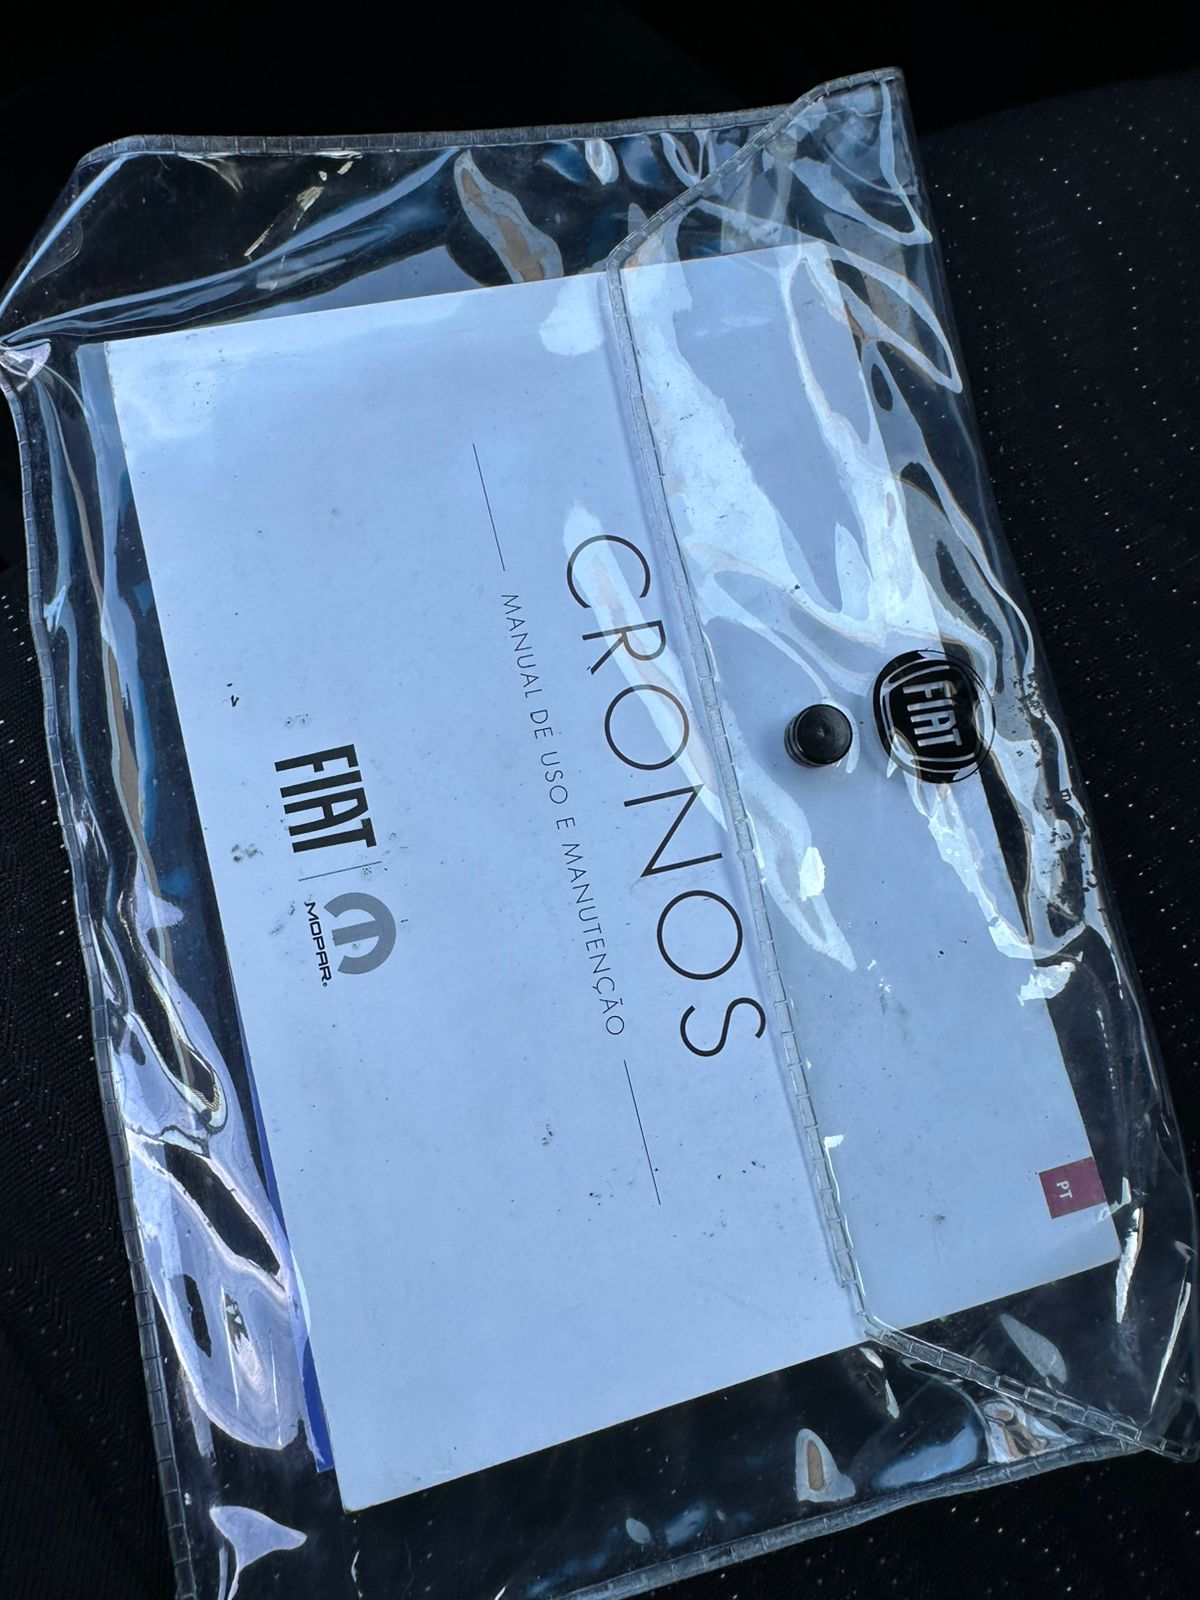 FIAT
CRONOS
MANUAL DE USO E MANUTENÇÃO
FIAT
MOPAR®
PT